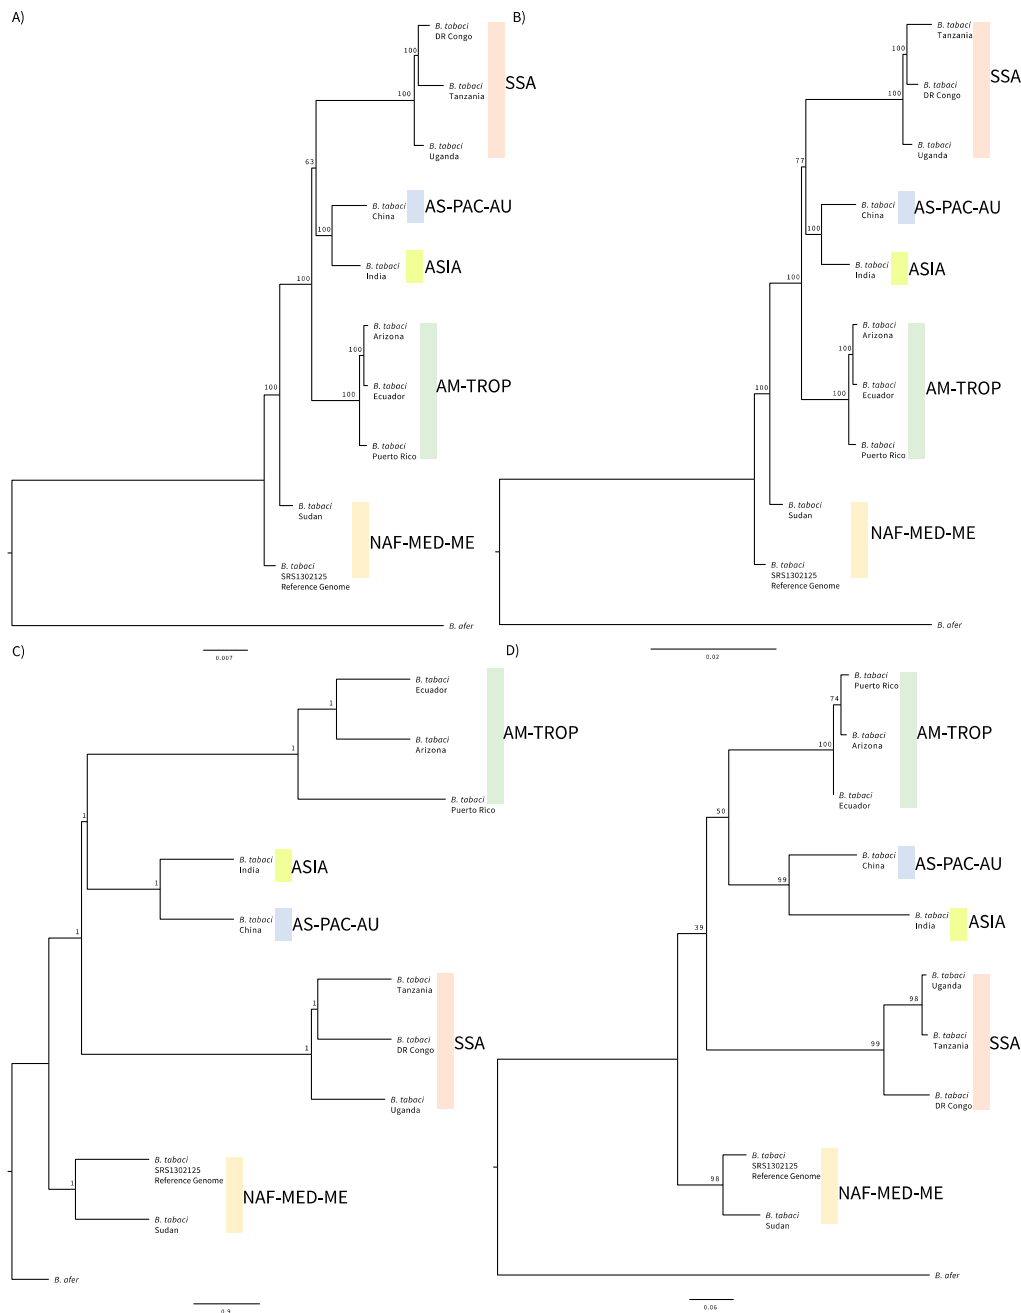 A)
B. tabaci
DR Congo
100
B. tabaci
Tanzania
SSA
100
B. tabaci
Uganda
63
B. tabaci
China
AS-PAC-AU
100
B. tabaci
India
ASIA
100
B. tabaci
Arizona
100
B. tabaci
Ecuador
AM-TROP
100
B. tabaci
Puerto Rico
100
B. tabaci
Sudan
NAF-MED-ME
B. tabaci
SRS1302125
Reference Genome
B. afer
0.007
B)
B. tabaci
Tanzania
100
B. tabaci
DR Congo
SSA
100
B. tabaci
Uganda
77
B. tabaci
China
AS-PAC-AU
100
B. tabaci
India
ASIA
100
B. tabaci
Arizona
100
B. tabaci
Ecuador
AM-TROP
100
B. tabaci
Puerto Rico
100
B. tabaci
Sudan
NAF-MED-ME
B. tabaci
SRS1302125
Reference Genome
B. afer
0.02
C)
B. tabaci
Ecuador
1
B. tabaci
Arizona
AM-TROP
1
B. tabaci
Puerto Rico
1
B. tabaci
India
ASIA
1
B. tabaci
China
AS-PAC-AU
1
B. tabaci
Tanzania
1
B. tabaci
DR Congo
SSA
1
B. tabaci
Uganda
B. tabaci
SRS1302125
Reference Genome
1
NAF-MED-ME
B. tabaci
Sudan
B. afer
0.9
D)
B. tabaci
Puerto Rico
74
B. tabaci
Arizona
AM-TROP
100
B. tabaci
Ecuador
50
B. tabaci
China
AS-PAC-AU
99
B. tabaci
India
ASIA
39
B. tabaci
Uganda
98
B. tabaci
Tanzania
SSA
99
B. tabaci
DR Congo
B. tabaci
SRS1302125
Reference Genome
98
NAF-MED-ME
B. tabaci
Sudan
B. afer
0.06